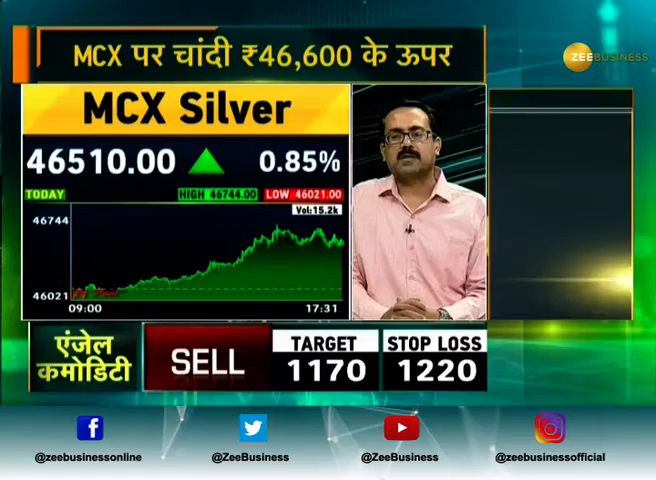 MCX पर चांदी ₹46,600 के ऊपर
ZEEBUSINESS
MCX Silver
46510.00 0.85%
TODAY HIGH 46744.00 LOW 46021.00
Vol:15.2k
46744
46021
09:00 17:31
एंजेल
कमोडिटी
SELL
TARGET
1170
STOP LOSS
1220
@zeebusinessonline
@ZeeBusiness
@ZeeBusiness
@zeebusinessofficial